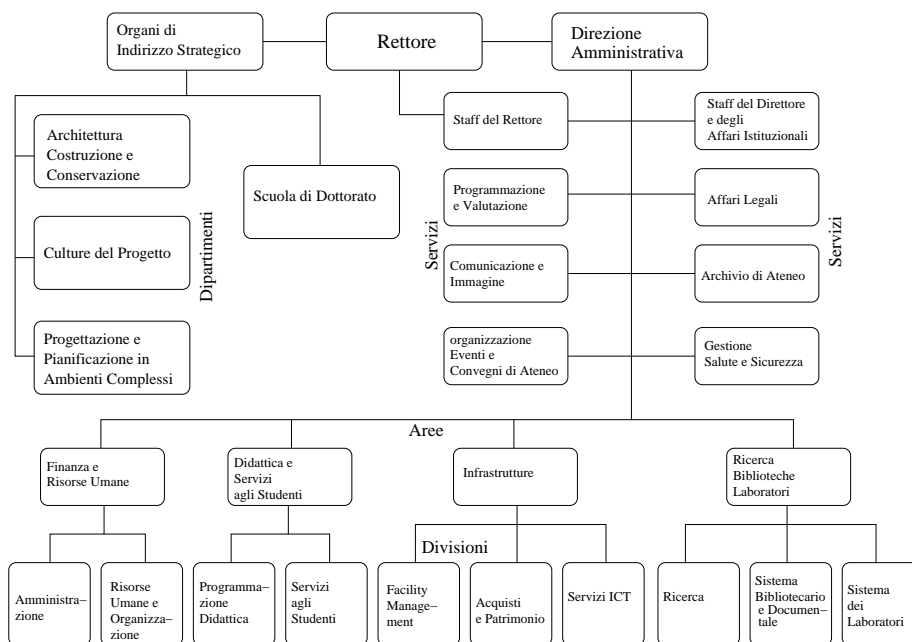 Organi di
Indirizzo Strategico
Rettore
Direzione
Amministrativa
Staff del Rettore
Staff del Direttore
e degli
Affari Istituzionali
Architettura
Costruzione e
Conservazione
Scuola di Dottorato
Programmazione
e Valutazione
Affari Legali
Servizi
Servizi
Culture del Progetto
Dipartimenti
Comunicazione e
Immagine
Archivio di Ateneo
Progettazione e
Pianificazione in
Ambienti Complessi
organizzazione
Eventi e
Convegni di Ateneo
Gestione
Salute e Sicurezza
Aree
Finanza e
Risorse Umane
Didattica e
Servizi
agli Studenti
Infrastrutture
Ricerca
Biblioteche
Laboratori
Divisioni
Amministra–
zione
Risorse
Umane e
Organizza–
zione
Programma–
zione
Didattica
Servizi
agli
Studenti
Facility
Manage–
ment
Acquisti
e Patrimonio
Servizi ICT
Ricerca
Sistema
Bibliotecario
e Documen–
tale
Sistema
dei
Laboratori